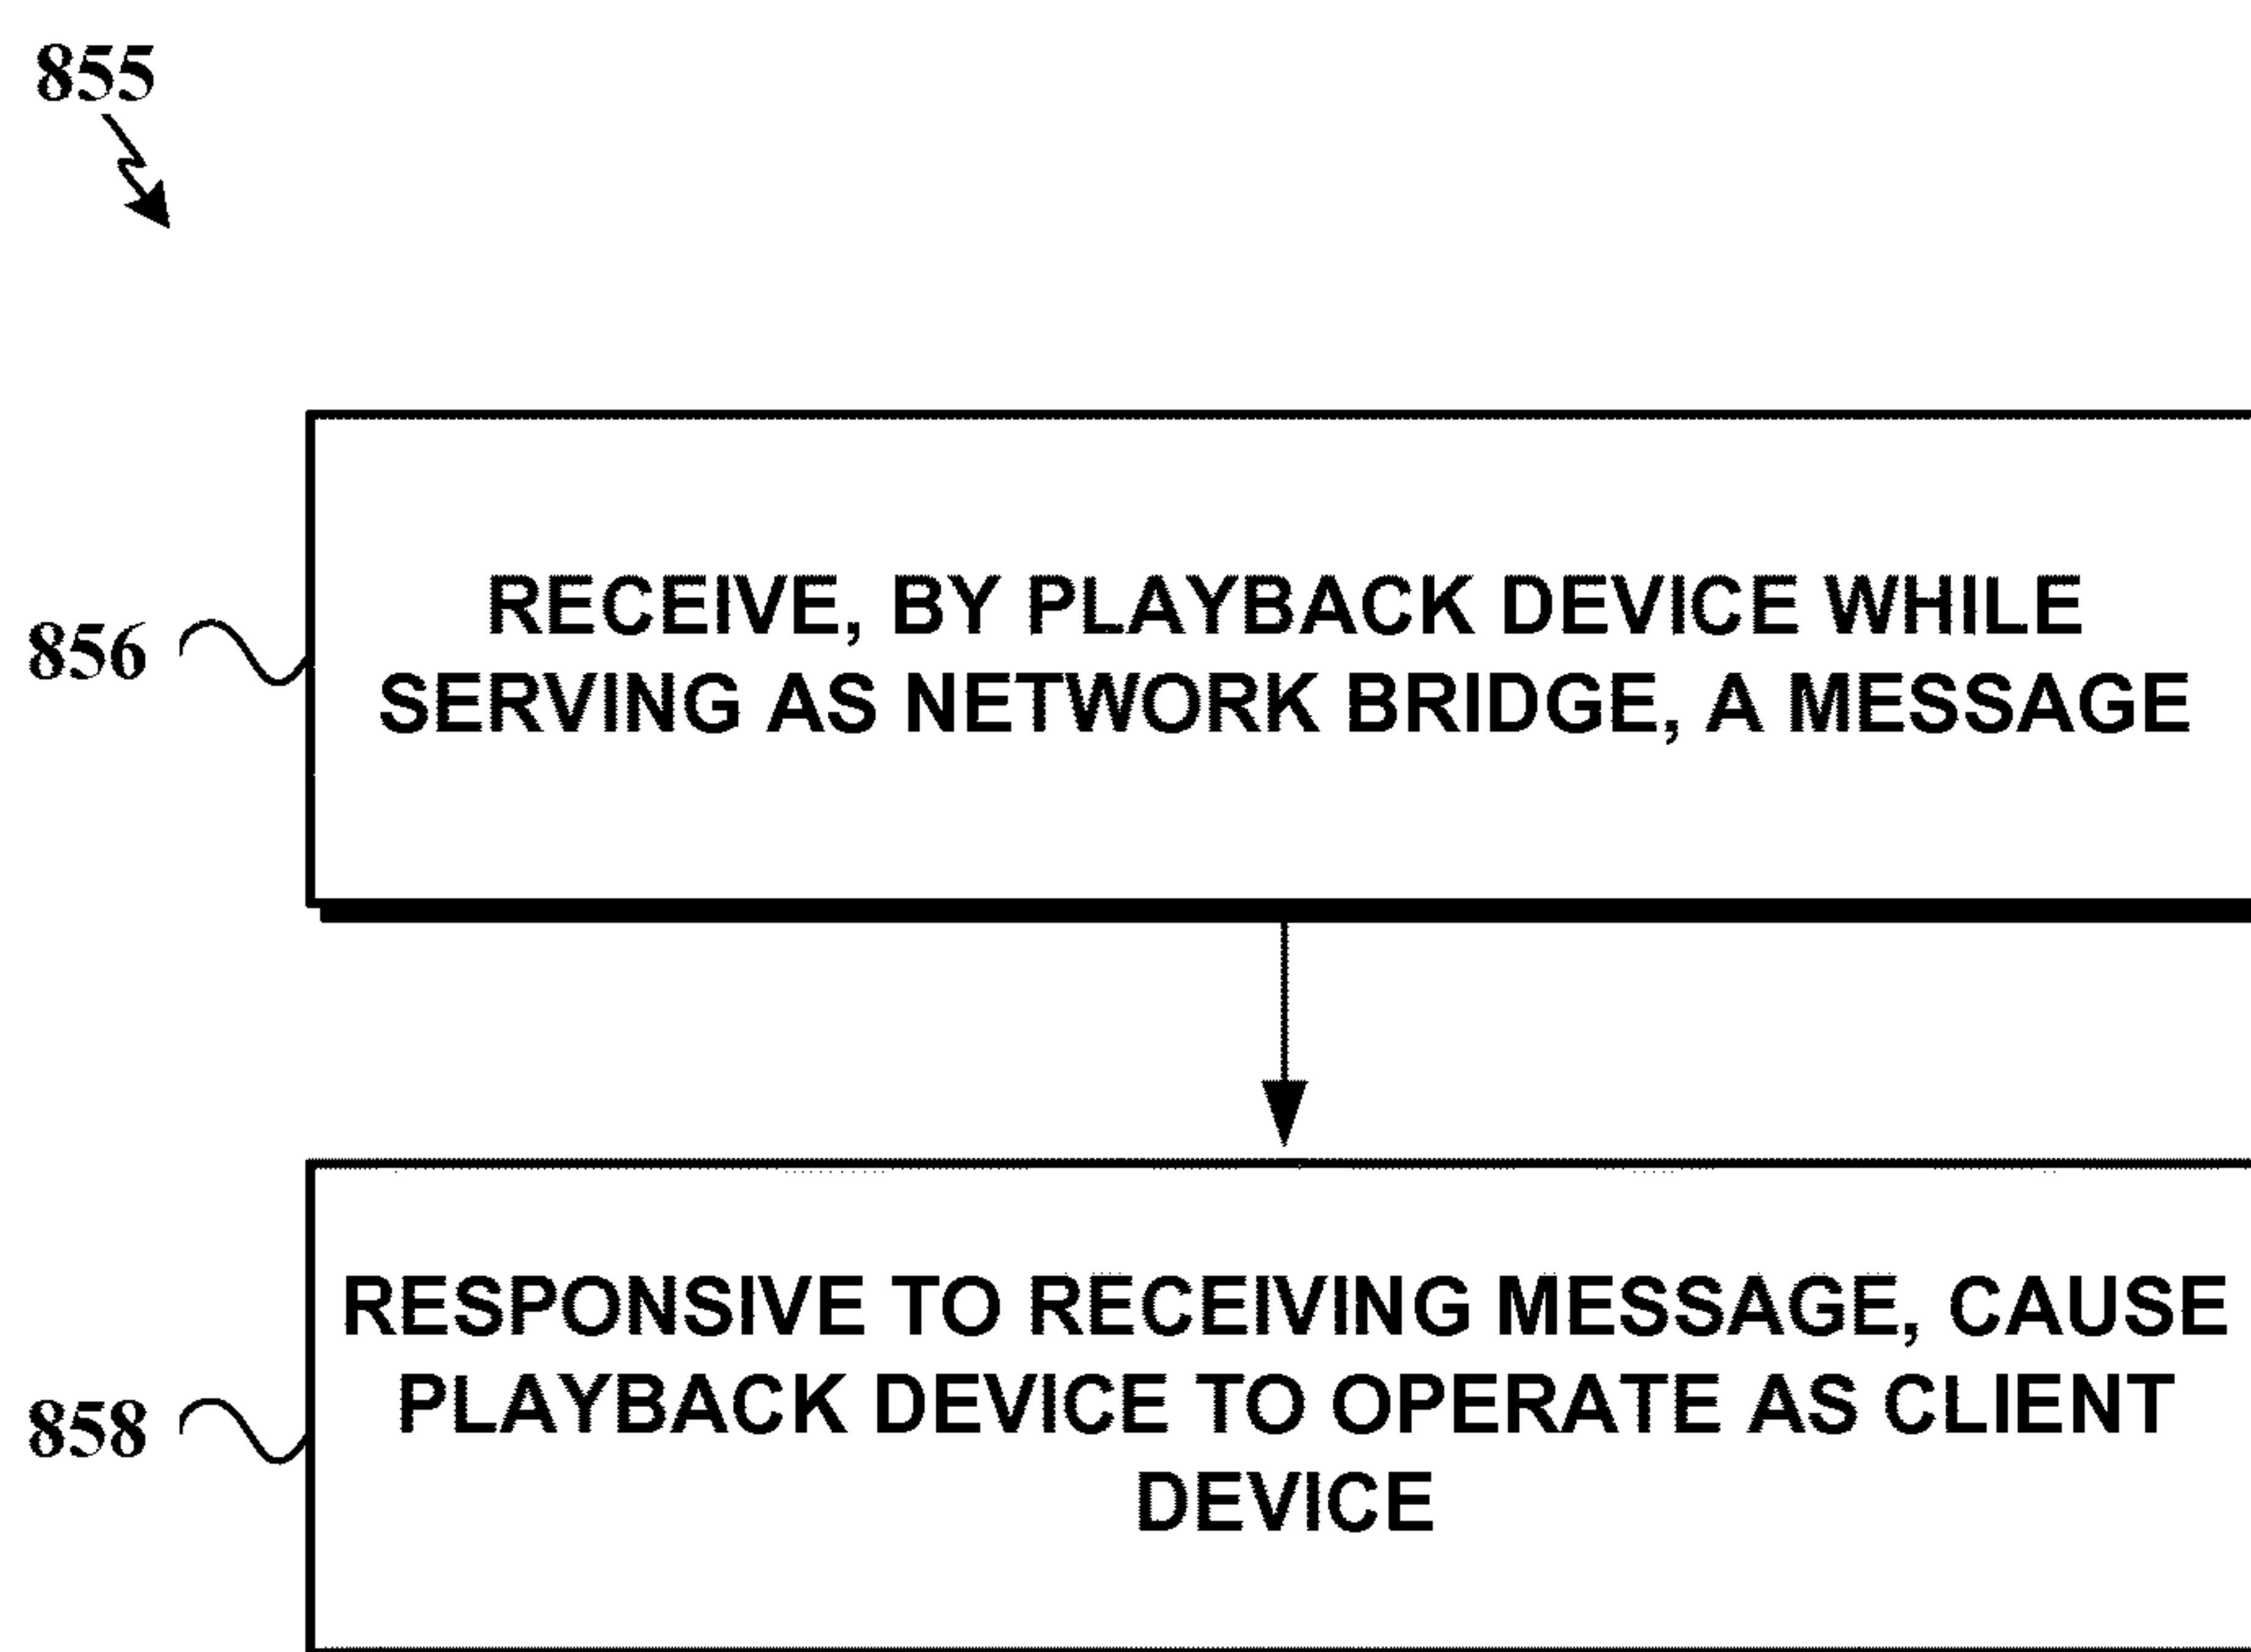 855
856
RECEIVE, BY PLAYBACK DEVICE WHILE
SERVING AS NETWORK BRIDGE, A MESSAGE
858
RESPONSIVE TO RECEIVING MESSAGE, CAUSE
PLAYBACK DEVICE TO OPERATE AS CLIENT
DEVICE